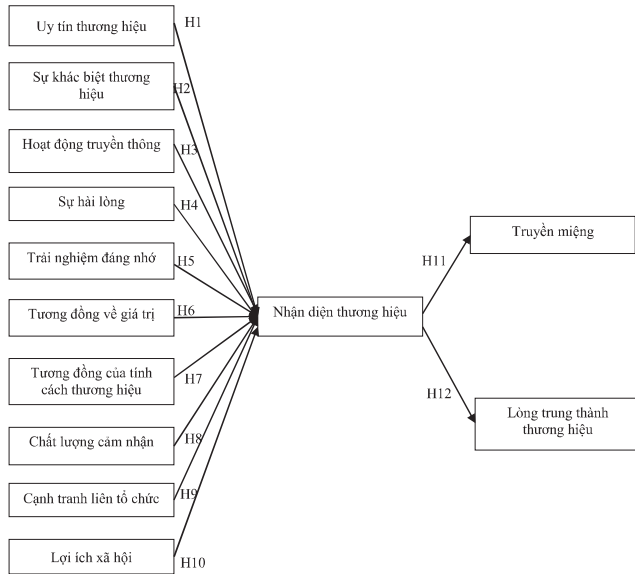 Uy tín thương hiệu
H1
Sự khác biệt thương
hiệu
H2
Hoạt động truyền thông
H3
Sự hài lòng
H4
Trải nghiệm đáng nhớ
H5
Tương đồng về giá trị
H6
Tương đồng của tính
cách thương hiệu
H7
Chất lượng cảm nhận
H8
Cạnh tranh liên tổ chức
H9
Lợi ích xã hội
H10
Nhận diện thương hiệu
H11
Truyền miệng
H12
Lòng trung thành
thương hiệu